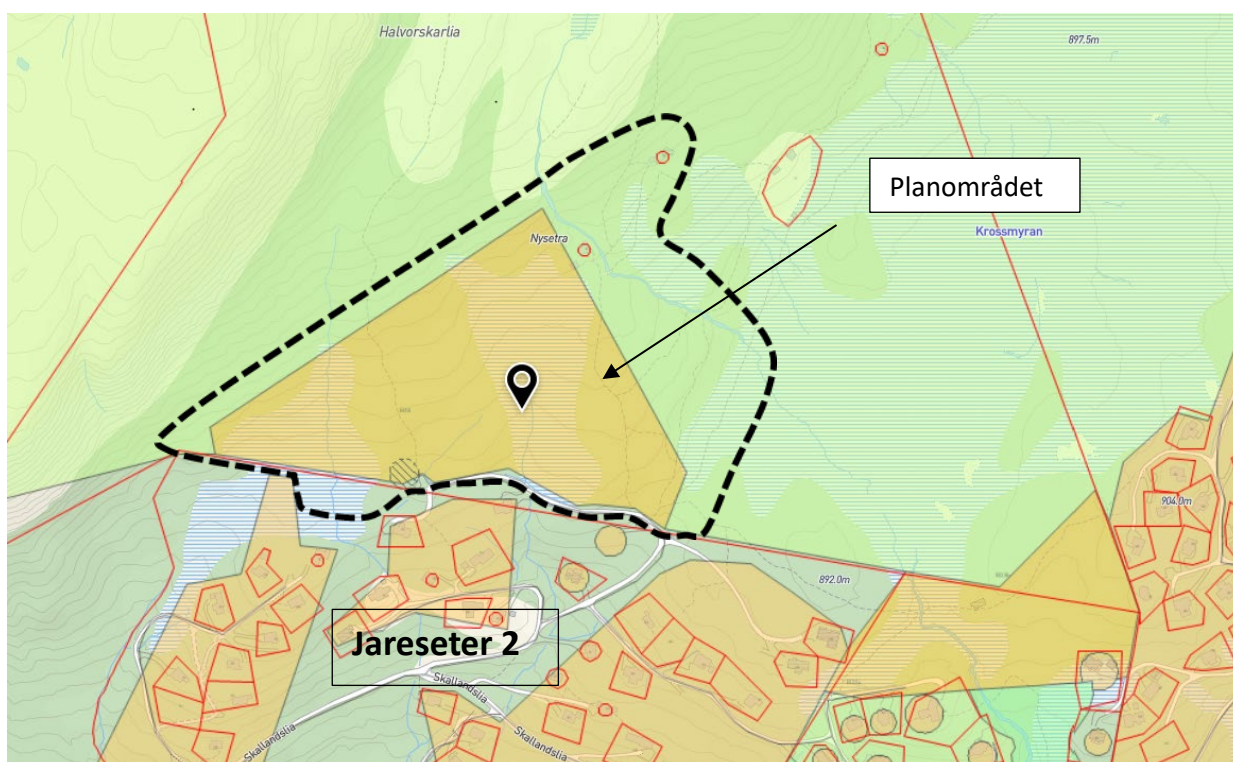 Halvorskarlia
897.5m
Planområdet
Nysetra
Krossmyran
904.0m
892.0m
Jareseter 2
Skallandslia
Skallandslia
Skallandslia